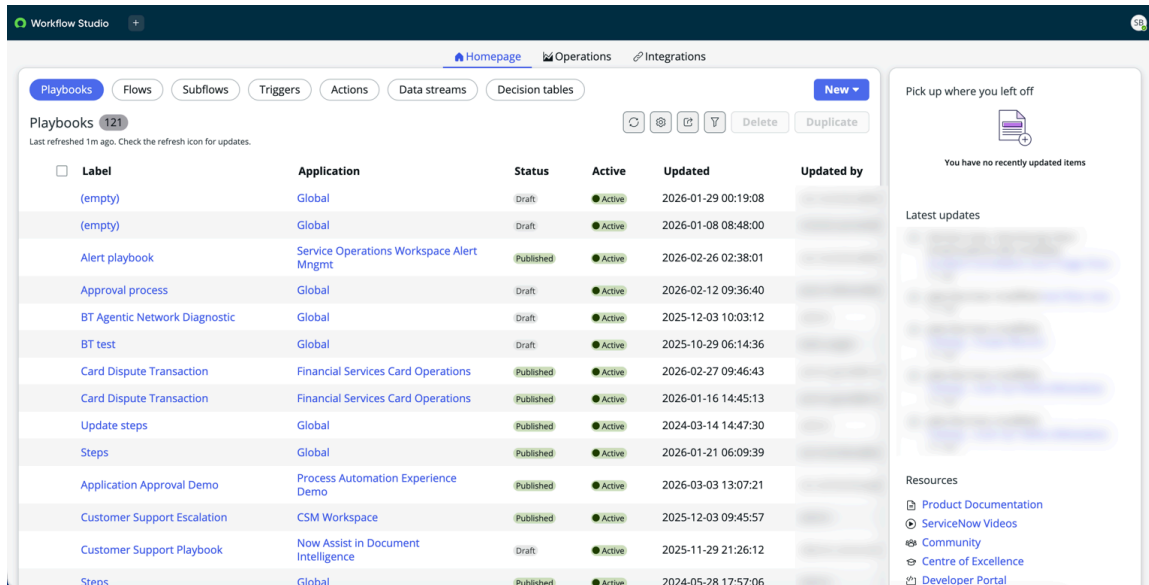 Workflow Studio +
SB
Homepage Operations Integrations
Playbooks Flows Subflows Triggers Actions Data streams Decision tables New
Playbooks 121
Delete Duplicate
Last refreshed 1m ago. Check the refresh icon for updates.
Label Application Status Active Updated Updated by
(empty) Global Draft Active 2026-01-29 00:19:08
(empty) Global Draft Active 2026-01-08 08:48:00
Alert playbook Service Operations Workspace Alert Mngmt Published Active 2026-02-26 02:38:01
Approval process Global Draft Active 2026-02-12 09:36:40
BT Agentic Network Diagnostic Global Draft Active 2025-12-03 10:03:12
BT test Global Draft Active 2025-10-29 06:14:36
Card Dispute Transaction Financial Services Card Operations Published Active 2026-02-27 09:46:43
Card Dispute Transaction Financial Services Card Operations Published Active 2026-01-16 14:45:13
Update steps Global Published Active 2024-03-14 14:47:30
Steps Global Published Active 2026-01-21 06:09:39
Application Approval Demo Process Automation Experience Demo Published Active 2026-03-03 13:07:21
Customer Support Escalation CSM Workspace Published Active 2025-12-03 09:45:57
Customer Support Playbook Now Assist in Document Intelligence Draft Active 2025-11-29 21:26:12
Steps Global Published Active 2024-05-28 17:57:06
Pick up where you left off
You have no recently updated items
Latest updates
Resources
Product Documentation
ServiceNow Videos
Community
Centre of Excellence
Developer Portal